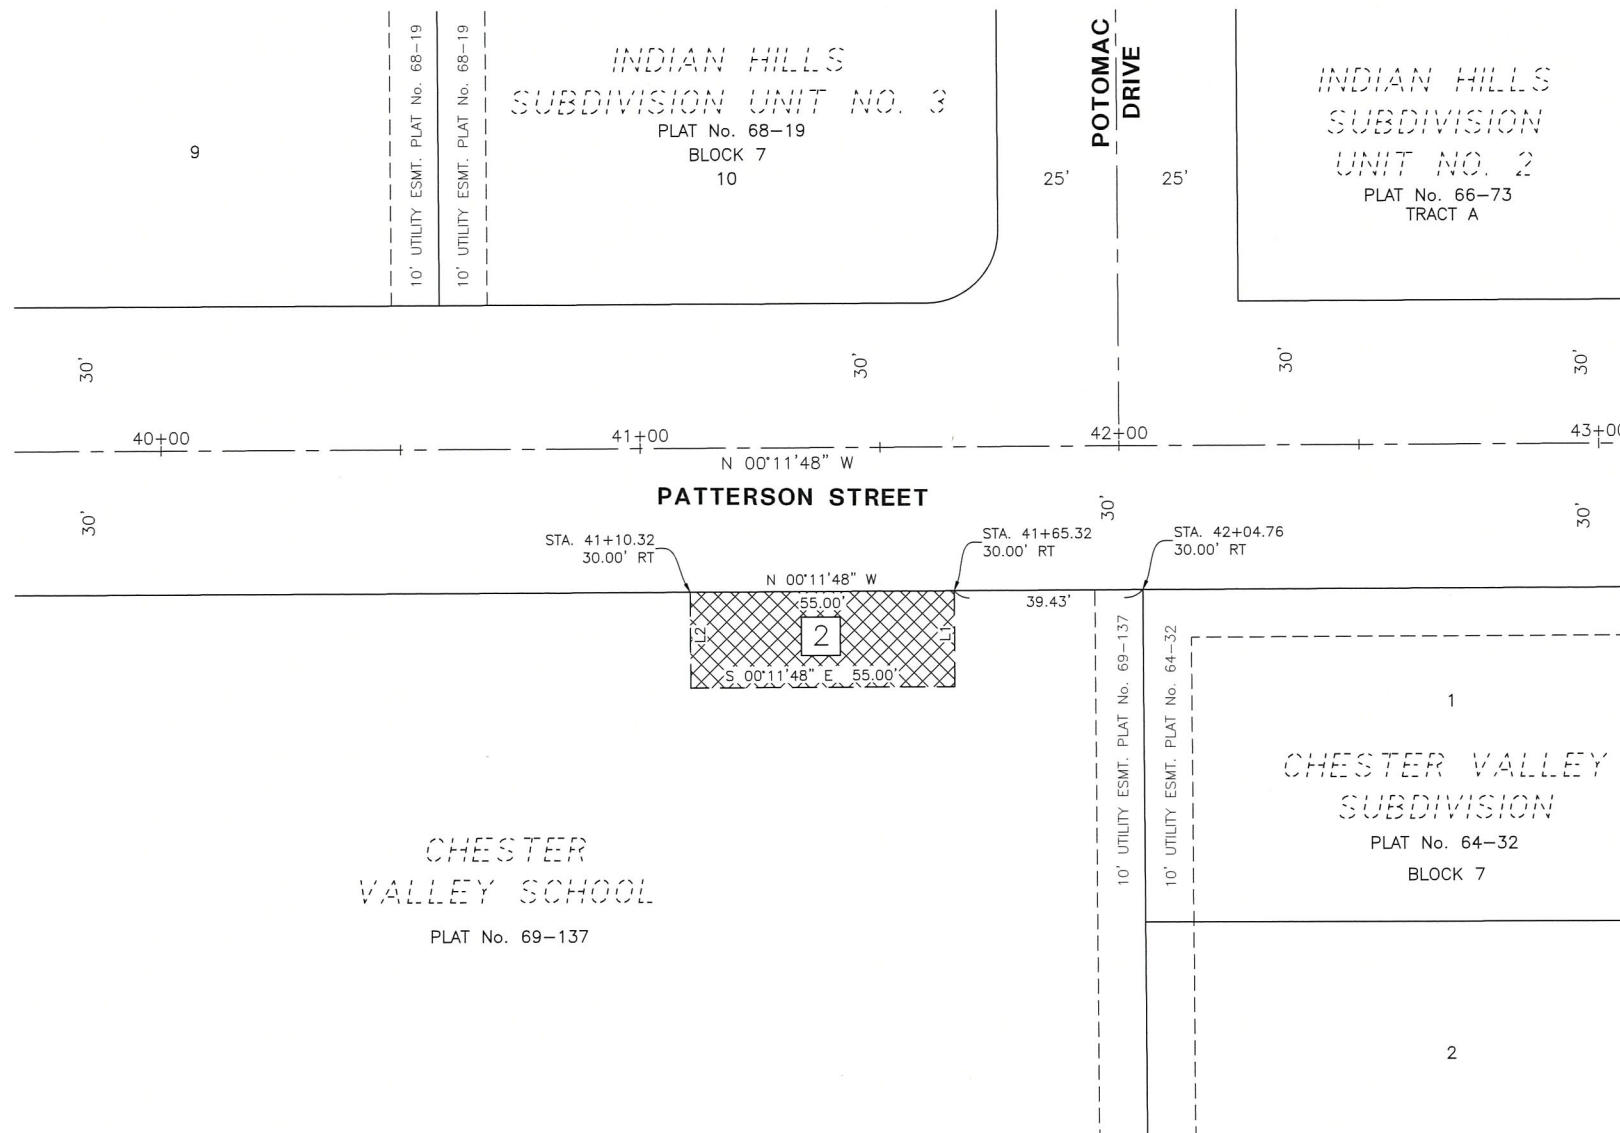 10' UTILITY ESMT. PLAT No. 68-19
10' UTILITY ESMT. PLAT No. 68-19
INDIAN HILLS
SUBDIVISION UNIT NO. 3
PLAT No. 68-19
BLOCK 7
10
9
POTOMAC
DRIVE
25'
25'
INDIAN HILLS
SUBDIVISION
UNIT NO. 2
PLAT No. 66-73
TRACT A
30'
30'
30'
30'
40+00
41+00
42+00
43+00
N 00°11'48" W
PATTERSON STREET
30'
30'
30'
STA. 41+10.32
30.00' RT
STA. 41+65.32
30.00' RT
STA. 42+04.76
30.00' RT
N 00°11'48" W
55.00'
39.43'
L2
2
L1
S 00°11'48" E 55.00'
10' UTILITY ESMT. PLAT No. 69-137
10' UTILITY ESMT. PLAT No. 64-32
1
CHESTER VALLEY
SUBDIVISION
PLAT No. 64-32
BLOCK 7
CHESTER
VALLEY SCHOOL
PLAT No. 69-137
2